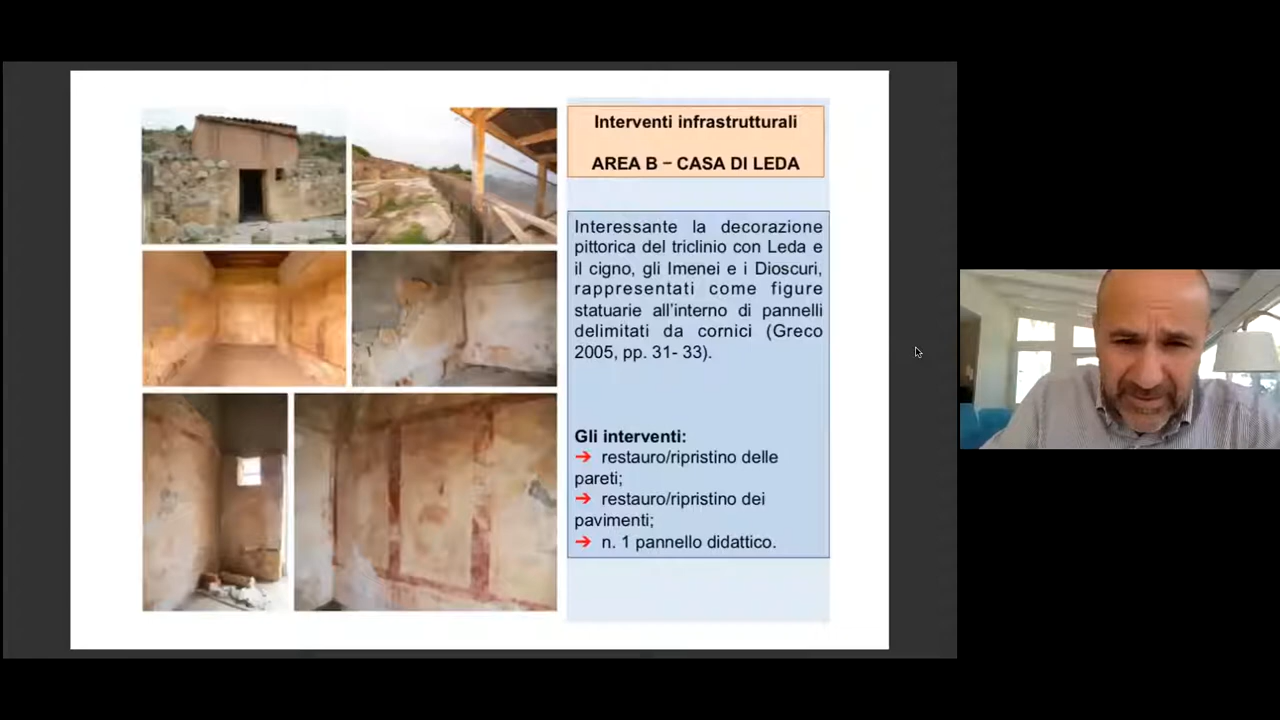 Interventi infrastrutturali
AREA B – CASA DI LEDA
Interessante la decorazione
pittorica del triclinio con Leda e
il cigno, gli Imenei e i Dioscuri,
rappresentati come figure
statuarie all'interno di pannelli
delimitati da cornici (Greco
2005, pp. 31- 33).
Gli interventi:
➔ restauro/ripristino delle
pareti;
➔ restauro/ripristino dei
pavimenti;
➔ n. 1 pannello didattico.